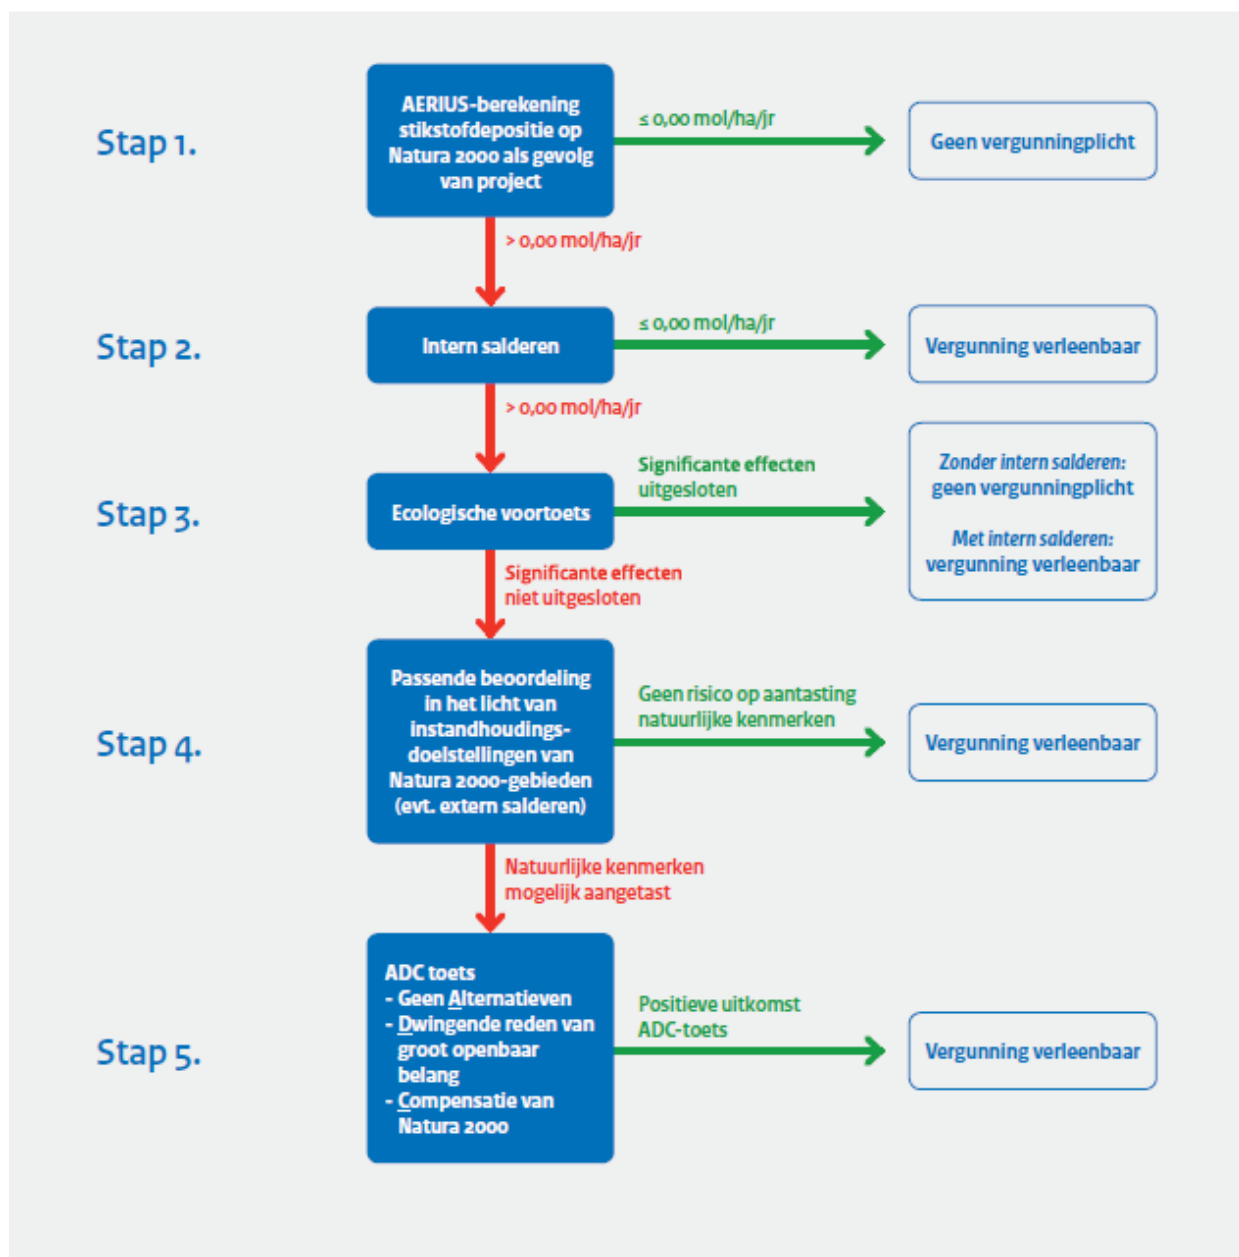 Stap 1.
AERIUS-berekening
stikstofdepositie op
Natura 2000 als gevolg
van project
≤ 0,00 mol/ha/jr
Geen vergunningplicht
> 0,00 mol/ha/jr
Stap 2.
Intern salderen
≤ 0,00 mol/ha/jr
Vergunning verleenbaar
> 0,00 mol/ha/jr
Stap 3.
Ecologische voortoets
Significante effecten
uitgesloten
Zonder intern salderen:
geen vergunningplicht
Met intern salderen:
vergunning verleenbaar
Significante effecten
niet uitgesloten
Stap 4.
Passende beoordeling
in het licht van
instandhoudings-
doelstellingen van
Natura 2000-gebieden
(evt. extern salderen)
Geen risico op aantasting
natuurlijke kenmerken
Vergunning verleenbaar
Natuurlijke kenmerken
mogelijk aangetast
Stap 5.
ADC toets
- Geen Alternatieven
- Dwingende reden van
groot openbaar
belang
- Compensatie van
Natura 2000
Positieve uitkomst
ADC-toets
Vergunning verleenbaar